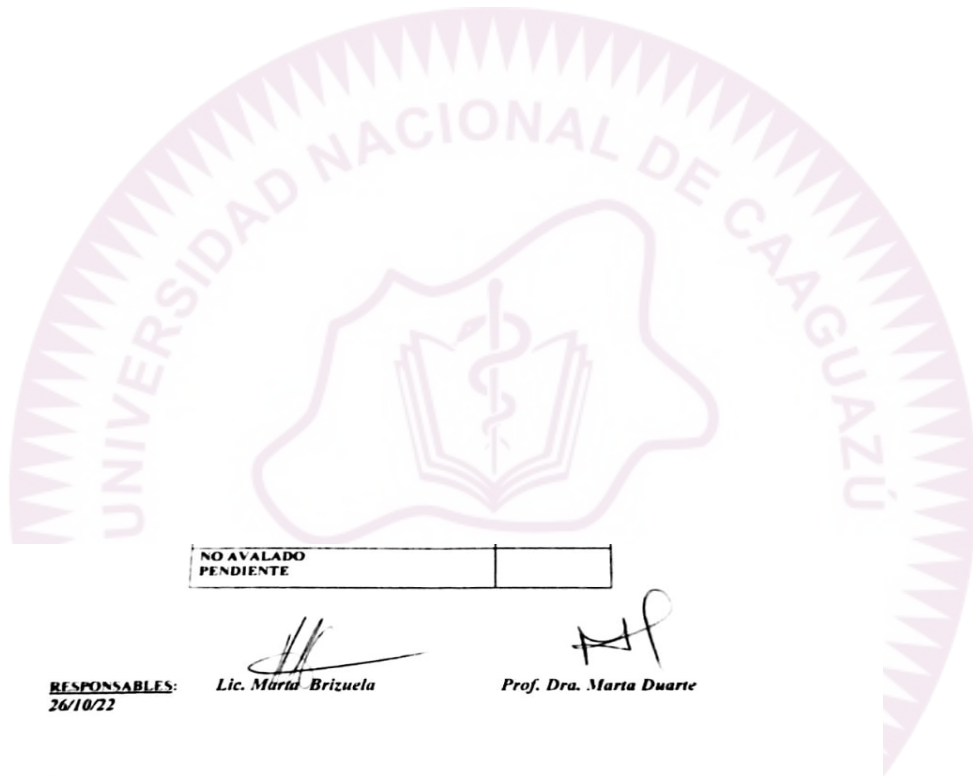 UNIVERSIDAD NACIONAL DE CAAGUAZÚ
NO AVALADO
PENDIENTE
Lic. Marta Brizuela Prof. Dra. Marta Duarte
RESPONSABLES:
26/10/22